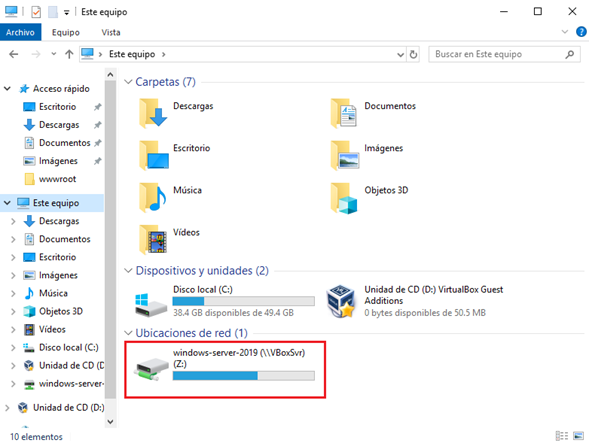 Este equipo
Archivo
Equipo
Vista
Este equipo
Buscar en Este equipo
Acceso rápido
Escritorio
Descargas
Documentos
Imágenes
wwwroot
Este equipo
Descargas
Documentos
Escritorio
Imágenes
Música
Objetos 3D
Vídeos
Disco local (C:)
Unidad de CD (D:)
windows-server-
Unidad de CD (D:)
Carpetas (7)
Descargas
Documentos
Escritorio
Imágenes
Música
Objetos 3D
Vídeos
Dispositivos y unidades (2)
Disco local (C:)
38.4 GB disponibles de 49.4 GB
Unidad de CD (D:) VirtualBox Guest
Additions
0 bytes disponibles de 50.5 MB
Ubicaciones de red (1)
windows-server-2019 (\\VBoxSvr)
(Z:)
10 elementos